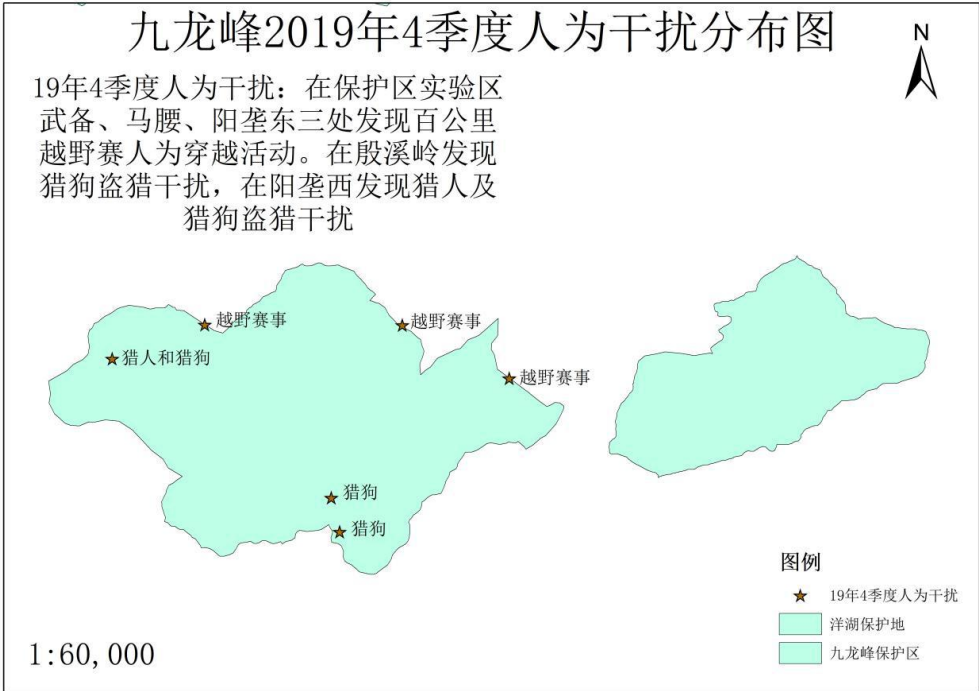 九龙峰2019年4季度人为干扰分布图
N
19年4季度人为干扰：在保护区实验区
武备、马腰、阳垄东三处发现百公里
越野赛人为穿越活动。在殷溪岭发现
猎狗盗猎干扰，在阳垄西发现猎人及
猎狗盗猎干扰
越野赛事
越野赛事
猎人和猎狗
越野赛事
猎狗
猎狗
图例
19年4季度人为干扰
洋湖保护地
九龙峰保护区
1:60,000